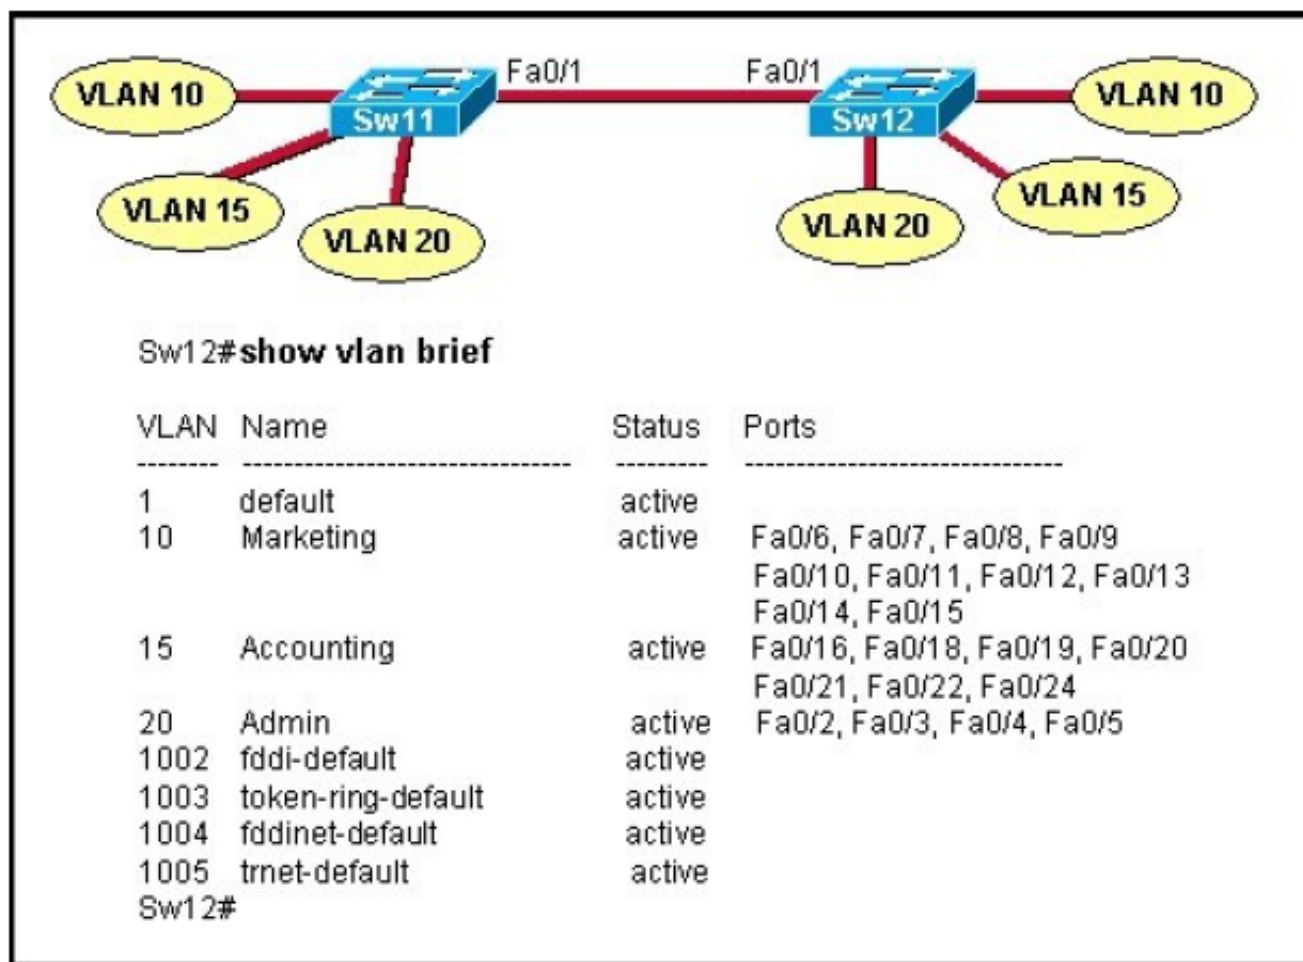 Fa0/1 Fa0/1
VLAN 10 Sw11 Sw12 VLAN 10
VLAN 15 VLAN 20 VLAN 20 VLAN 15
Sw12#show vlan brief
VLAN Name Status Ports
-------- -------------------------------- --------- -------------------------------
1 default active
10 Marketing active Fa0/6, Fa0/7, Fa0/8, Fa0/9
Fa0/10, Fa0/11, Fa0/12, Fa0/13
Fa0/14, Fa0/15
15 Accounting active Fa0/16, Fa0/18, Fa0/19, Fa0/20
Fa0/21, Fa0/22, Fa0/24
20 Admin active Fa0/2, Fa0/3, Fa0/4, Fa0/5
1002 fddi-default active
1003 token-ring-default active
1004 fddinet-default active
1005 trnet-default active
Sw12#